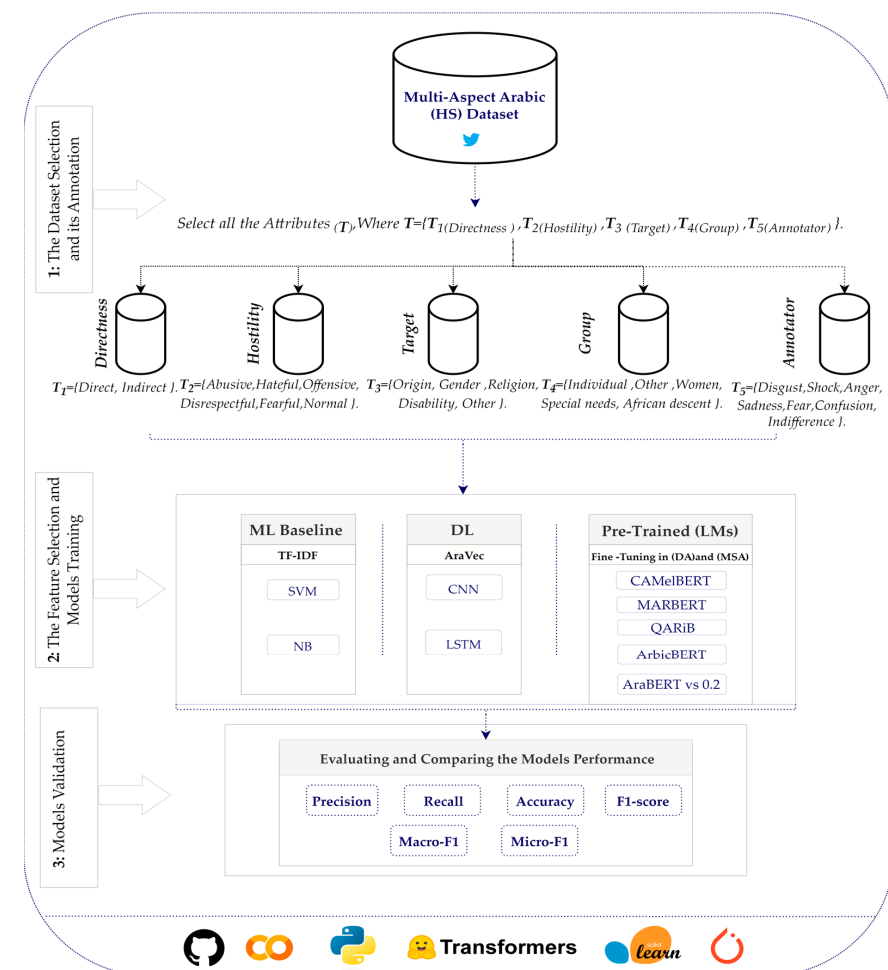 Multi-Aspect Arabic
(HS) Dataset
1: The Dataset Selection
and its Annotation
Select all the Attributes (T),Where T={T1(Directness ) ,T2(Hostility) ,T3 (Target) ,T4(Group) ,T5(Annotator) }.
Directness
Hostility
Target
Group
Annotator
T1={Direct, Indirect }.
T2={Abusive,Hateful,Offensive,
Disrespectful,Fearful,Normal }.
T3={Origin, Gender ,Religion,
Disability, Other }.
T4={Individual ,Other ,Women,
Special needs, African descent }.
T5={Disgust,Shock,Anger,
Sadness,Fear,Confusion,
Indifference }.
2: The Feature Selection and
Models Training
ML Baseline
TF-IDF
SVM
NB
DL
AraVec
CNN
LSTM
Pre-Trained (LMs)
Fine -Tuning in (DA)and (MSA)
CAMelBERT
MARBERT
QARiB
ArbicBERT
AraBERT vs 0.2
3: Models Validation
Evaluating and Comparing the Models Performance
Precision
Recall
Accuracy
F1-score
Macro-F1
Micro-F1
Transformers
scikit
learn